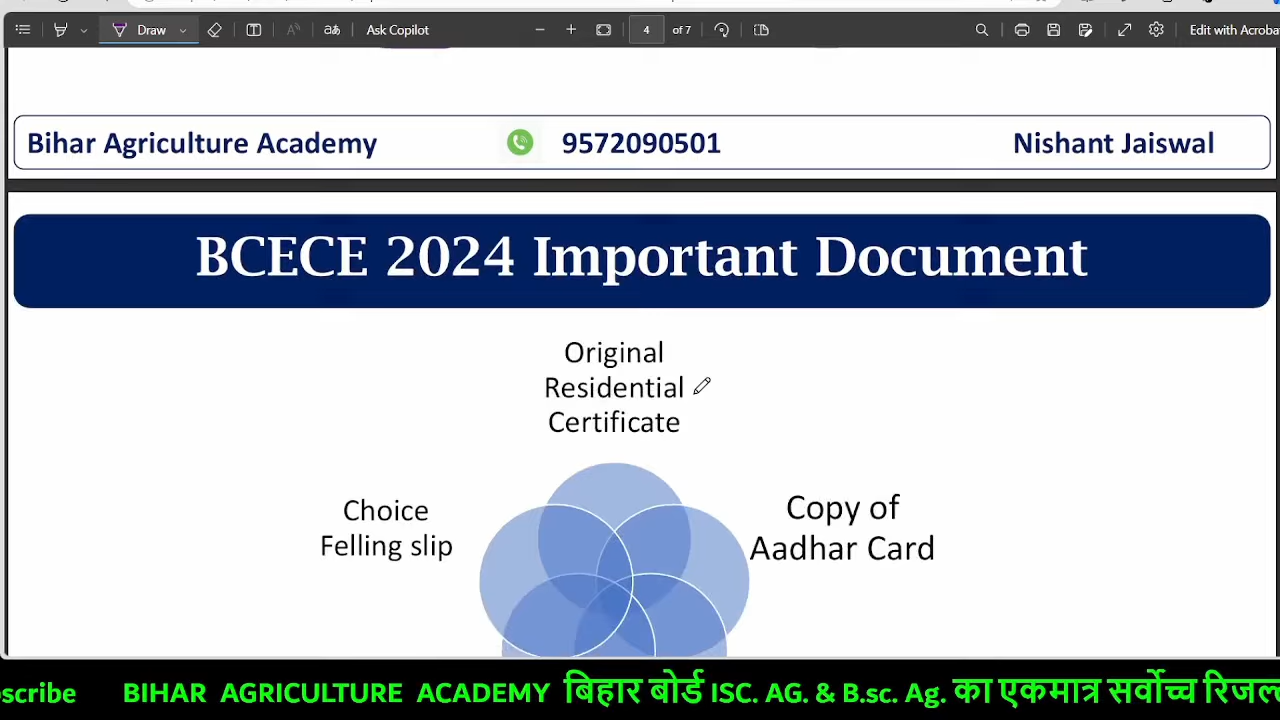 Draw
aあ
Ask Copilot
4 of 7
Edit with Acroba
Bihar Agriculture Academy 9572090501 Nishant Jaiswal
BCECE 2024 Important Document
Original
Residential
Certificate
Choice
Felling slip
Copy of
Aadhar Card
scribe BIHAR AGRICULTURE ACADEMY बिहार बोर्ड ISC. AG. & B.sc. Ag. का एकमात्र सर्वोच्च रिजल्